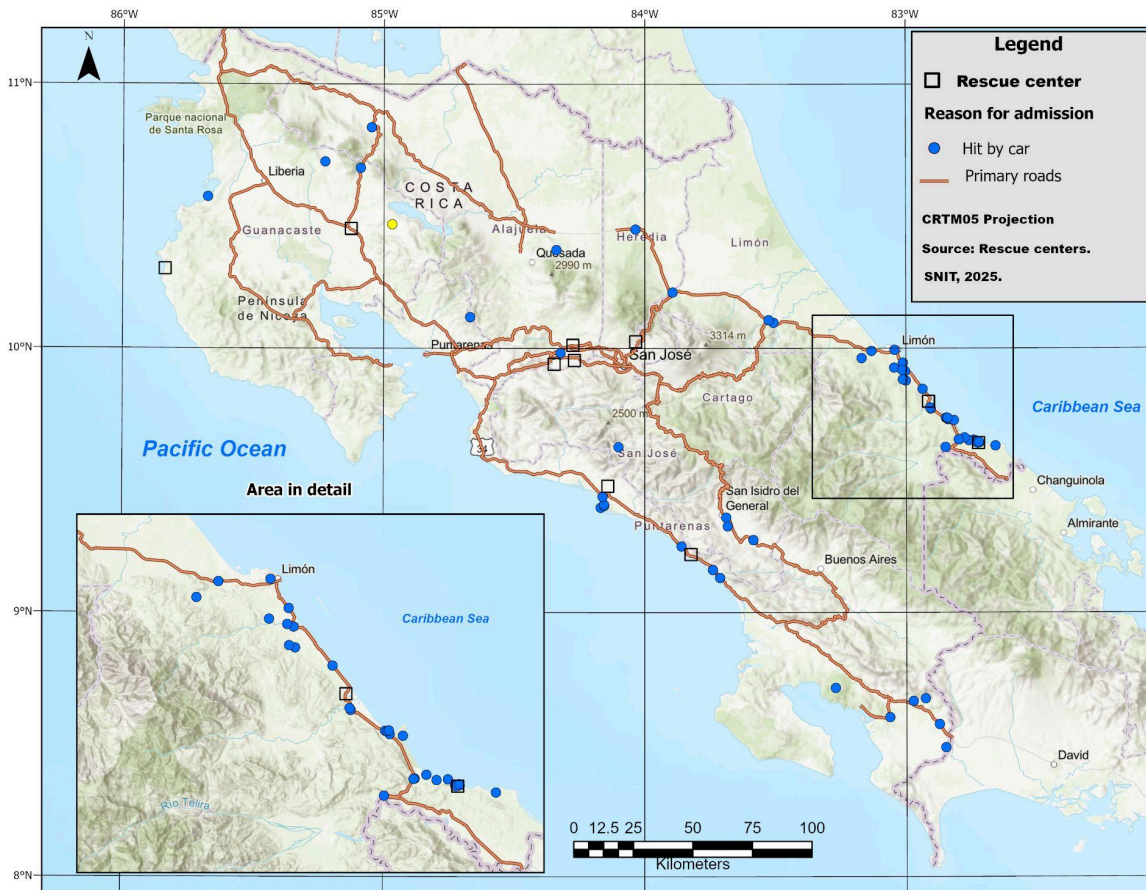 86°W
85°W
84°W
83°W
N
11°N
10°N
9°N
8°N
Legend
Rescue center
Reason for admission
Hit by car
Primary roads
CRTM05 Projection
Source: Rescue centers.
SNIT, 2025.
Parque nacional
de Santa Rosa
Liberia
COSTA
RICA
Guanacaste
Alajuela
Heredia
Limón
Quesada
2990 m
Península
de Nicoya
Puntarenas
3314 m
San José
Limón
Cartago
Caribbean Sea
2500 m
Pacific Ocean
34
San José
Area in detail
San Isidro del
General
Changuinola
Puntarenas
Almirante
Buenos Aires
David
Limón
Caribbean Sea
Río Telira
0 12.5 25 50 75 100
Kilometers